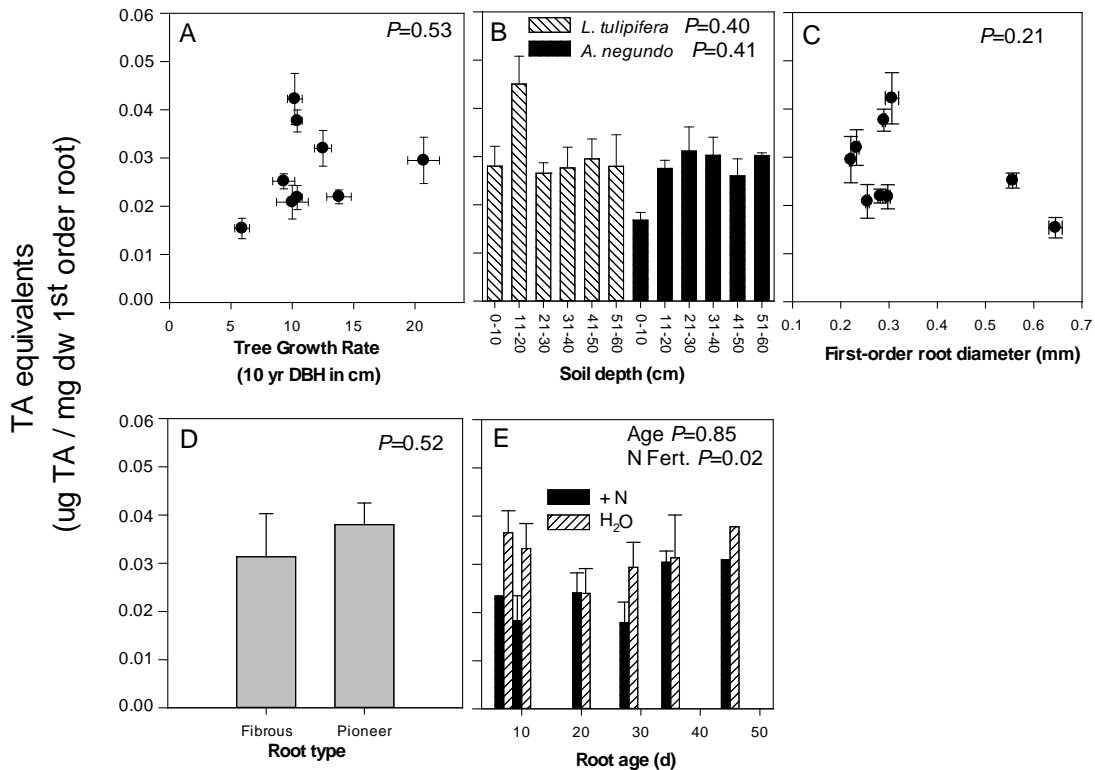 TA equivalents
(ug TA / mg dw 1st order root)
A
P=0.53
0.06
0.05
0.04
0.03
0.02
0.01
0.00
0
5
10
15
20
Tree Growth Rate
(10 yr DBH in cm)
B
L. tulipifera P=0.40
A. negundo P=0.41
0-10
11-20
21-30
31-40
41-50
51-60
0-10
11-20
21-30
31-40
41-50
51-60
Soil depth (cm)
C
P=0.21
0.1
0.2
0.3
0.4
0.5
0.6
0.7
First-order root diameter (mm)
D
P=0.52
0.06
0.05
0.04
0.03
0.02
0.01
0.00
Fibrous
Pioneer
Root type
E
Age P=0.85
N Fert. P=0.02
+ N
H2O
10
20
30
40
50
Root age (d)